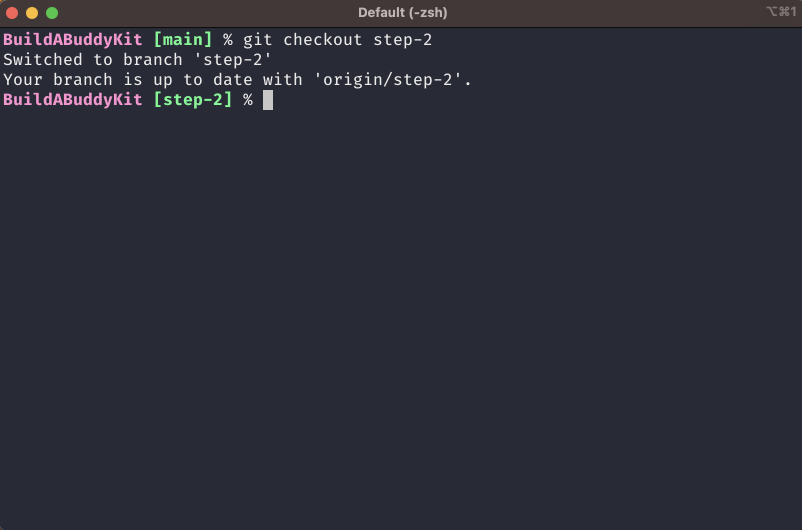 Default (-zsh)
⌥⌘1
BuildABuddyKit [main] % git checkout step-2
Switched to branch 'step-2'
Your branch is up to date with 'origin/step-2'.
BuildABuddyKit [step-2] %